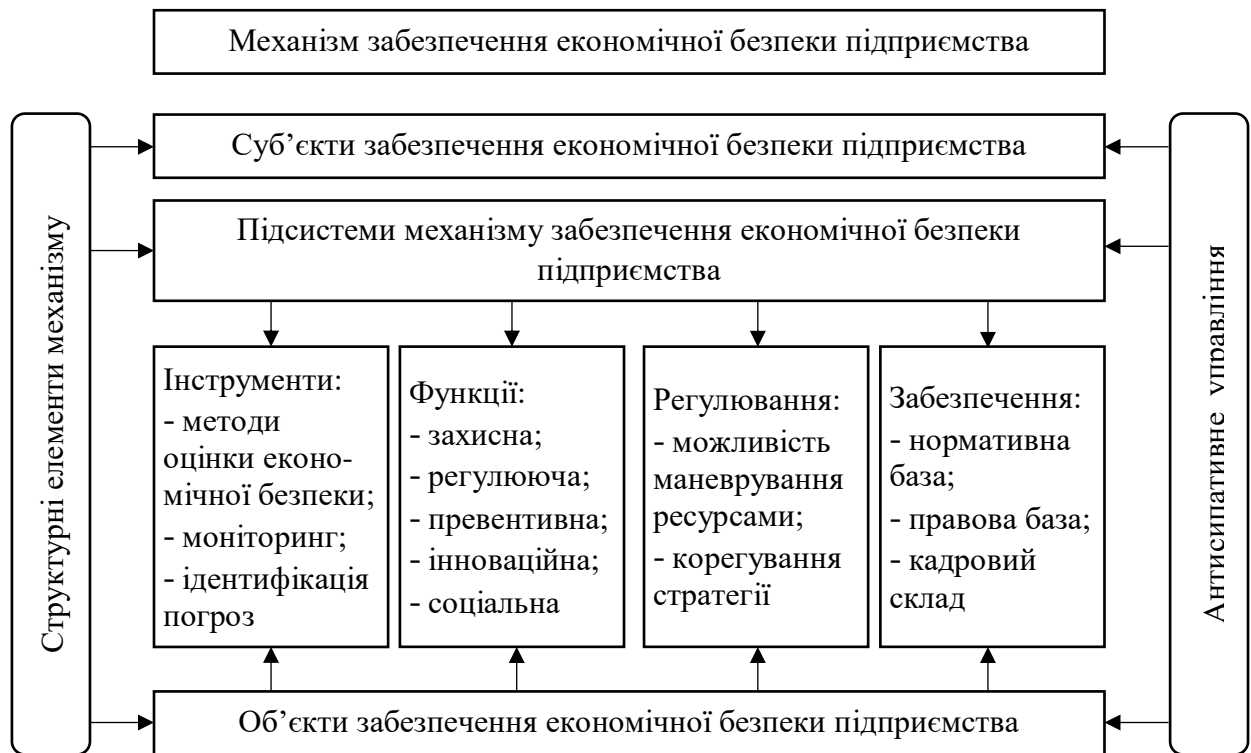 Механізм забезпечення економічної безпеки підприємства
Суб’єкти забезпечення економічної безпеки підприємства
Структурні елементи механізму
Підсистеми механізму забезпечення економічної безпеки
підприємства
Інструменти:
- методи
оцінки еконо-
мічної безпеки;
- моніторинг;
- ідентифікація
погроз
Функції:
- захисна;
- регулююча;
- превентивна;
- інноваційна;
- соціальна
Регулювання:
- можливість
маневрування
ресурсами;
- корегування
стратегії
Забезпечення:
- нормативна
база;
- правова база;
- кадровий
склад
Антисипативне управління
Об’єкти забезпечення економічної безпеки підприємства